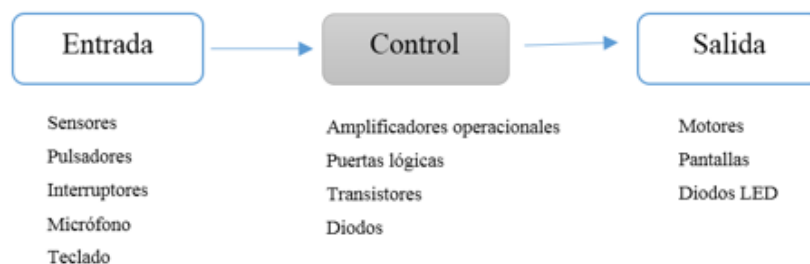 Entrada
Control
Salida
Sensores
Pulsadores
Interruptores
Micrófono
Teclado
Amplificadores operacionales
Puertas lógicas
Transistores
Diodos
Motores
Pantallas
Diodos LED